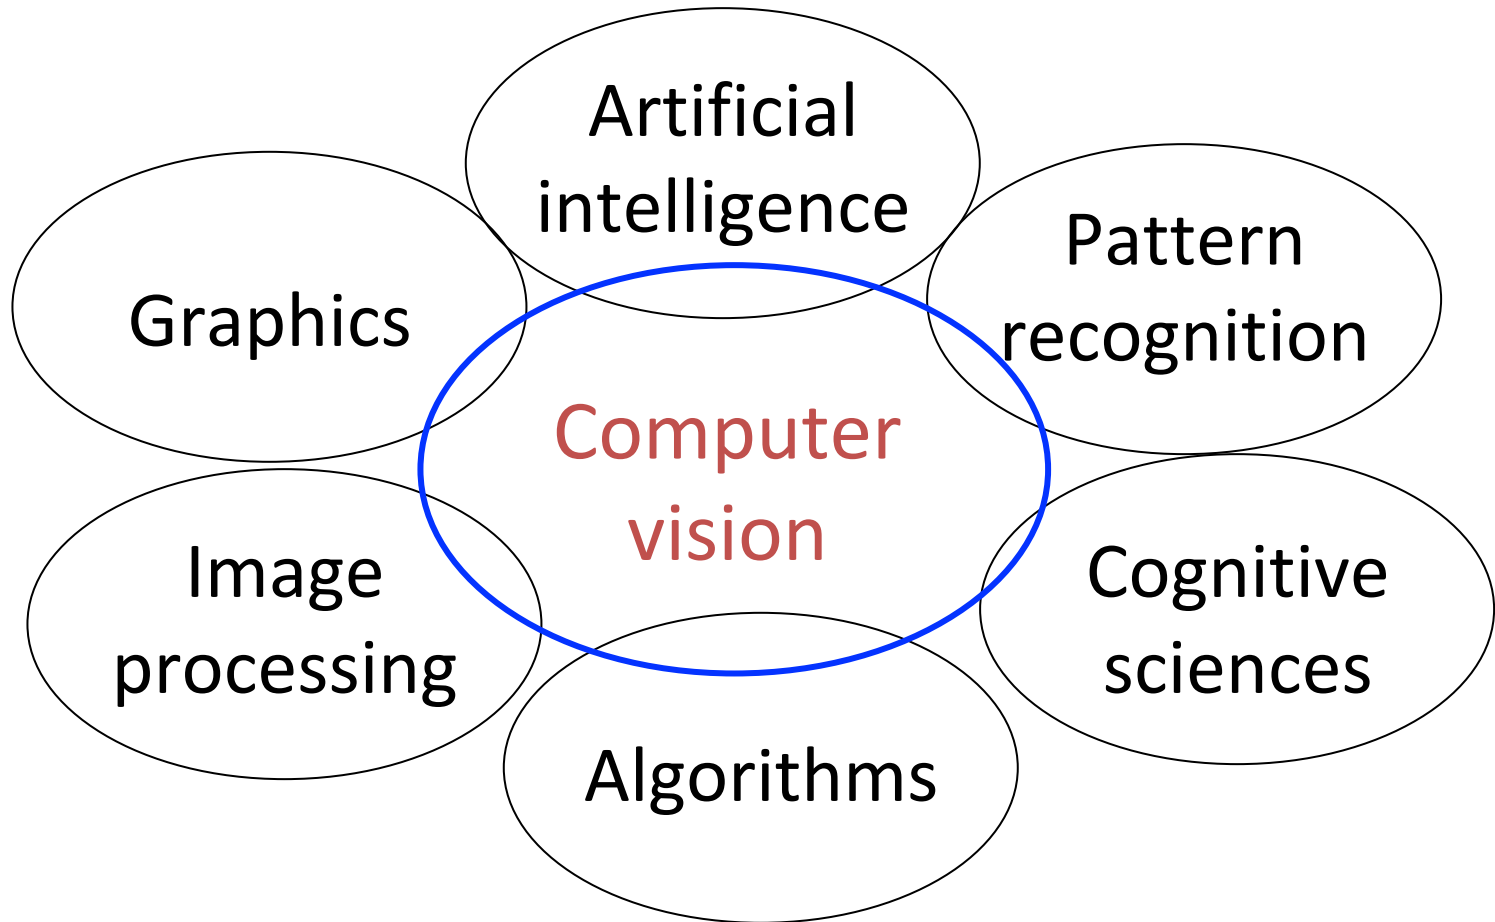 Artificial
intelligence
Pattern
recognition
Graphics
Computer
vision
Image
processing
Cognitive
sciences
Algorithms